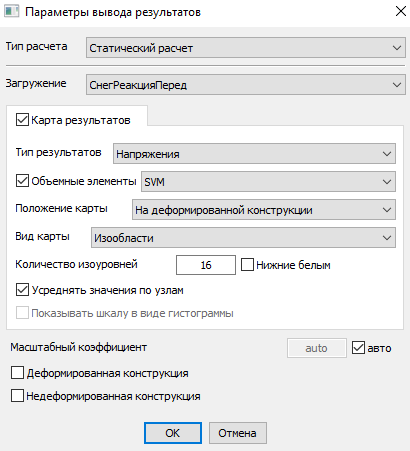 Параметры вывода результатов
Тип расчета Статический расчет
Загружение СнегРеакцияПеред
Карта результатов
Тип результатов Напряжения
Объемные элементы SVM
Положение карты На деформированной конструкции
Вид карты Изообласти
Количество изоуровней 16 Нижние белым
Усреднять значения по узлам
Показывать шкалу в виде гистограммы
Масштабный коэффициент auto авто
Деформированная конструкция
Недеформированная конструкция
OK Отмена